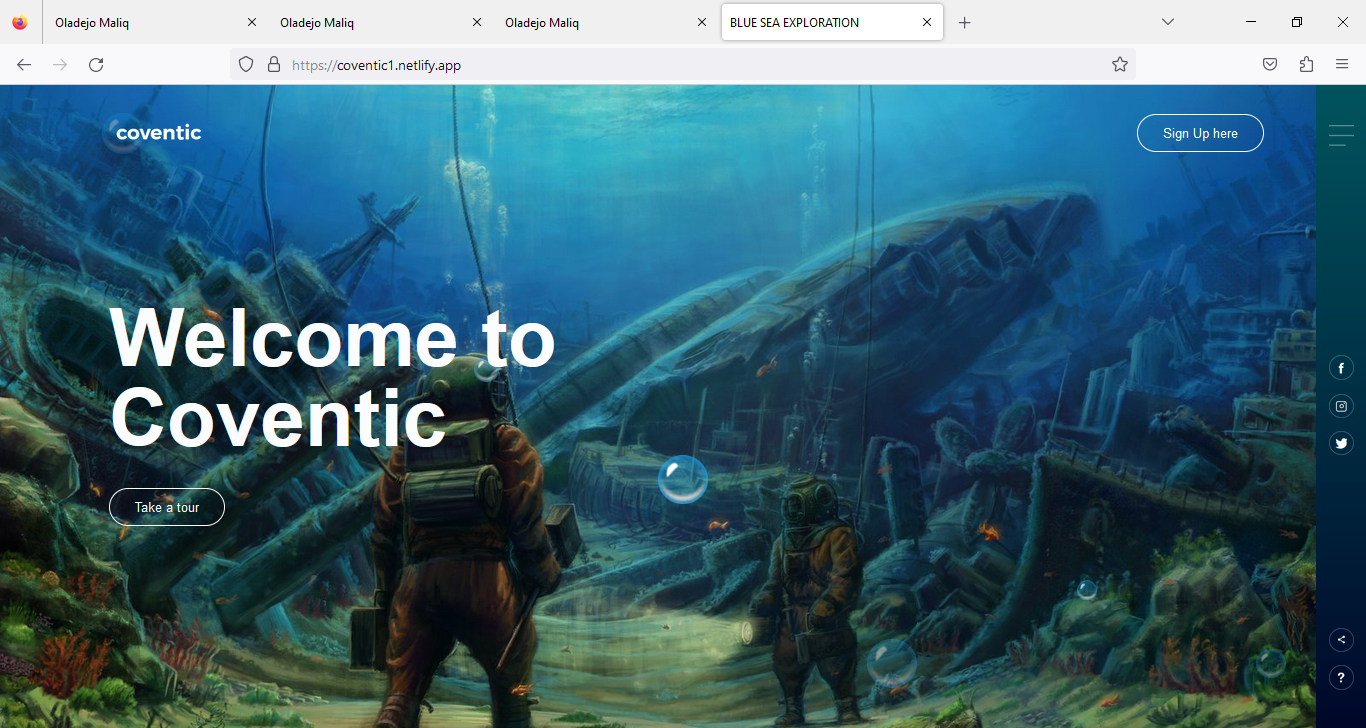 Oladejo Maliq
Oladejo Maliq
Oladejo Maliq
BLUE SEA EXPLORATION
https://coventic1.netlify.app
coventic
Sign Up here
Welcome to
Coventic
Take a tour